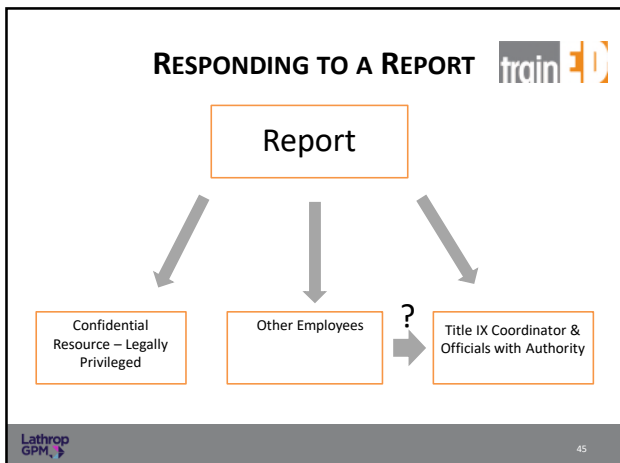 RESPONDING TO A REPORT
trainED
Report
Confidential
Resource – Legally
Privileged
Other Employees
?
Title IX Coordinator &
Officials with Authority
Lathrop
GPM
45